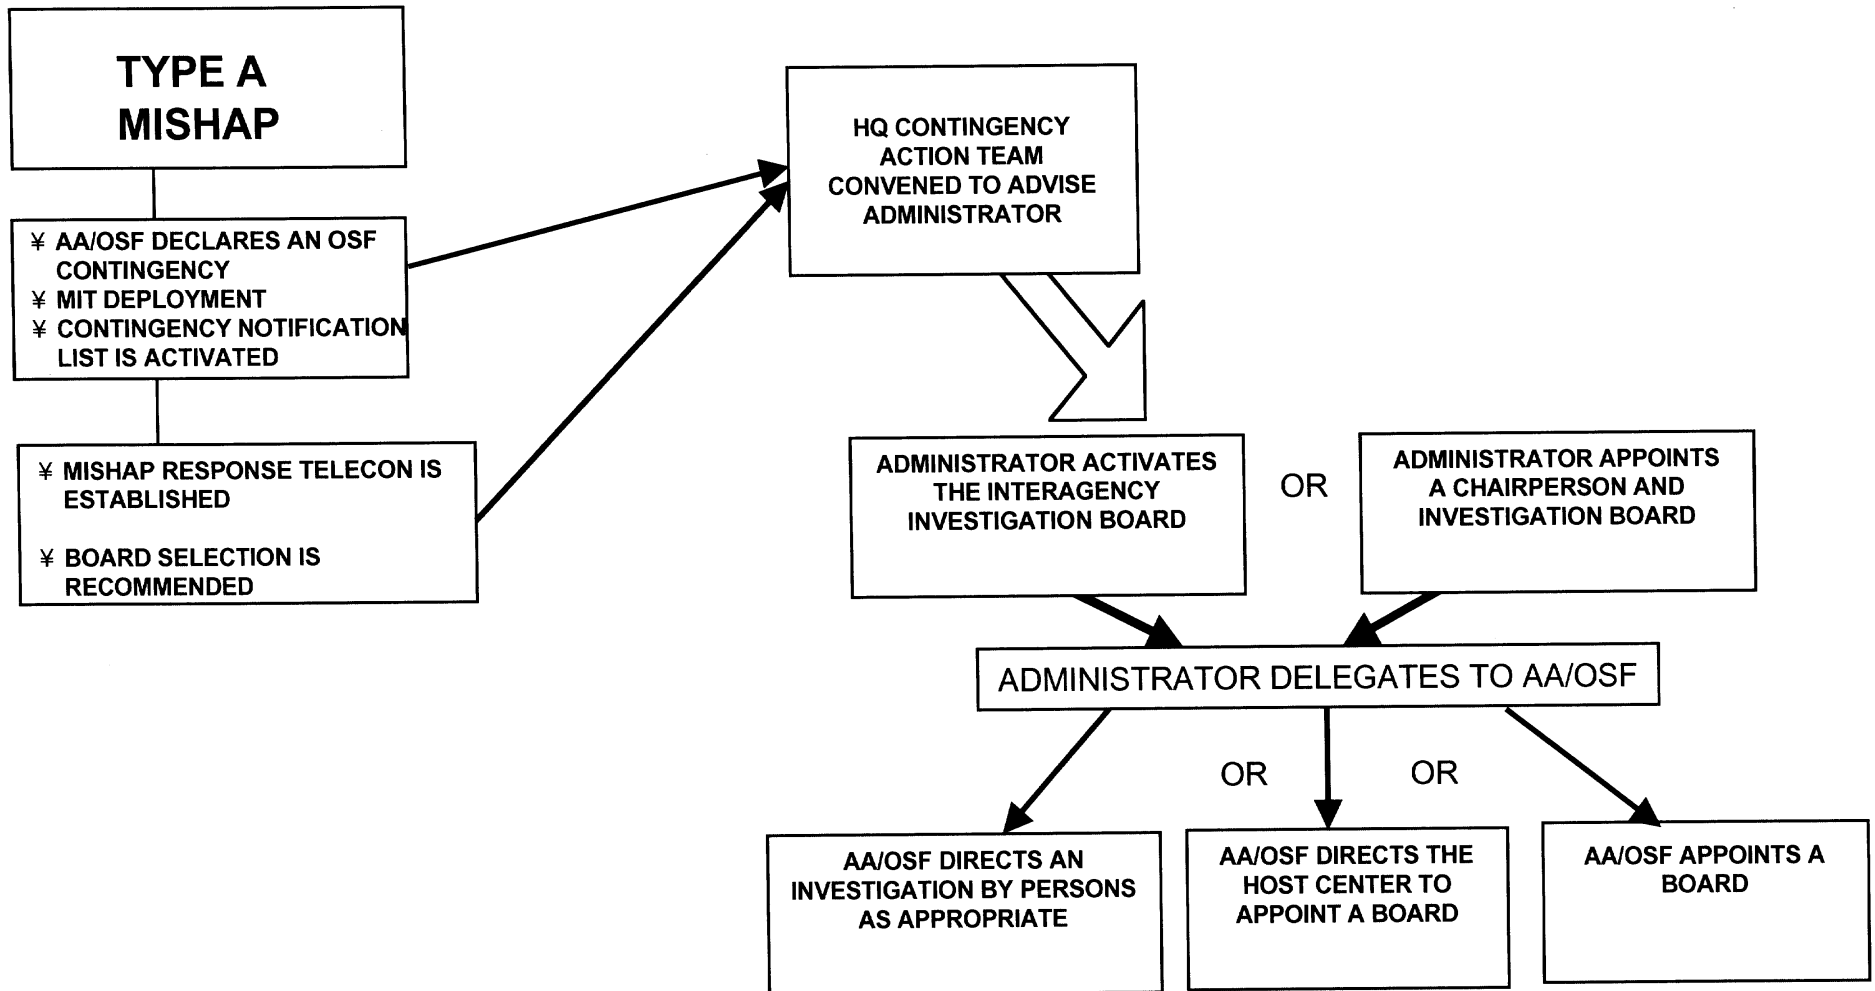 TYPE A
MISHAP
¥ AA/OSF DECLARES AN OSF
CONTINGENCY
¥ MIT DEPLOYMENT
¥ CONTINGENCY NOTIFICATION
LIST IS ACTIVATED
¥ MISHAP RESPONSE TELECON IS
ESTABLISHED
¥ BOARD SELECTION IS
RECOMMENDED
HQ CONTINGENCY
ACTION TEAM
CONVENED TO ADVISE
ADMINISTRATOR
ADMINISTRATOR ACTIVATES
THE INTERAGENCY
INVESTIGATION BOARD
OR
ADMINISTRATOR APPOINTS
A CHAIRPERSON AND
INVESTIGATION BOARD
ADMINISTRATOR DELEGATES TO AA/OSF
OR
OR
AA/OSF DIRECTS AN
INVESTIGATION BY PERSONS
AS APPROPRIATE
AA/OSF DIRECTS THE
HOST CENTER TO
APPOINT A BOARD
AA/OSF APPOINTS A
BOARD